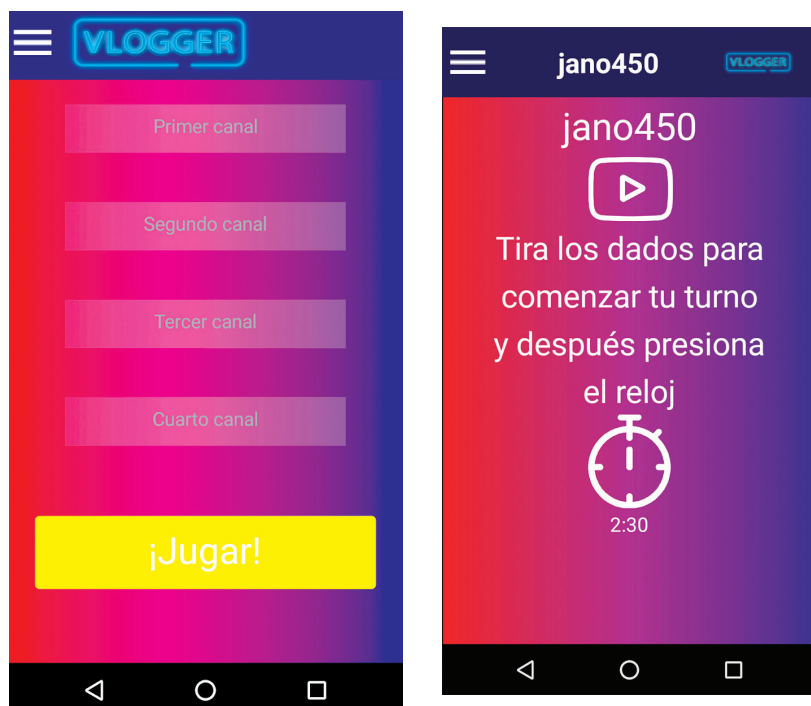 VLOGGER
Primer canal
Segundo canal
Tercer canal
Cuarto canal
¡Jugar!
jano450
VLOGGER
jano450
Tira los dados para
comenzar tu turno
y después presiona
el reloj
2:30